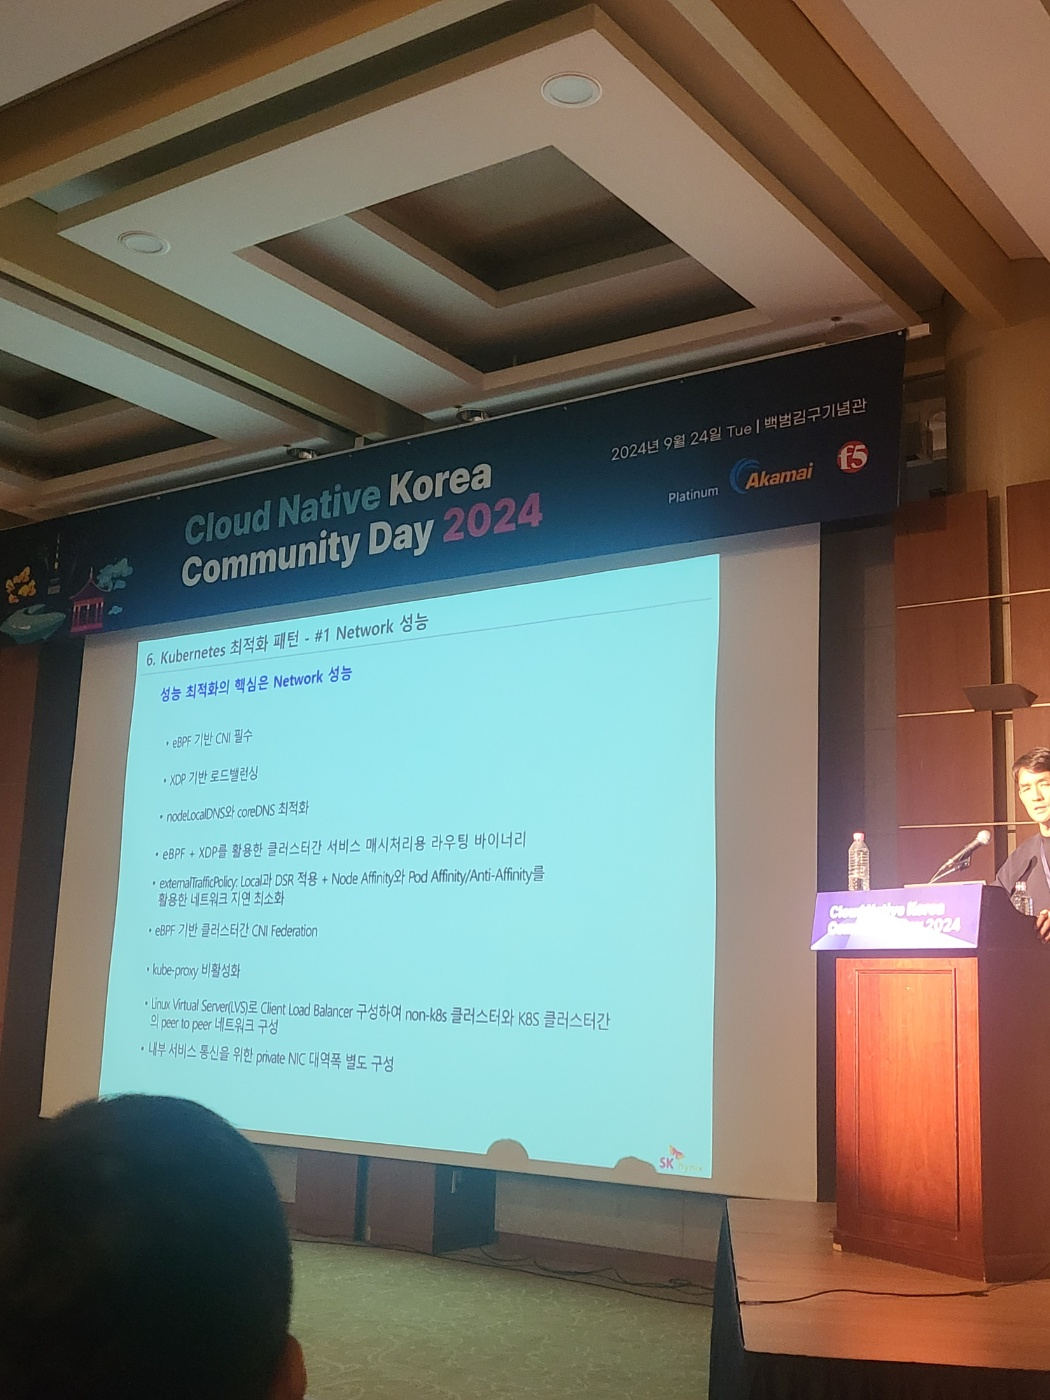 2024년 9월 24일 Tue | 백범김구기념관
Cloud Native Korea
Community Day 2024
Platinum
Akamai
f5
6. Kubernetes 최적화 패턴 - #1 Network 성능
성능 최적화의 핵심은 Network 성능
• eBPF 기반 CNI 필수
• XDP 기반 로드밸런싱
• nodeLocalDNS와 coreDNS 최적화
• eBPF + XDP를 활용한 클러스터간 서비스 매시처리용 라우팅 바이너리
• externalTrafficPolicy: Local과 DSR 적용 + Node Affinity와 Pod Affinity/Anti-Affinity를
활용한 네트워크 지연 최소화
• eBPF 기반 클러스터간 CNI Federation
• kube-proxy 비활성화
• Linux Virtual Server(LVS)로 Client Load Balancer 구성하여 non-k8s 클러스터와 K8S 클러스터간
의 peer to peer 네트워크 구성
• 내부 서비스 통신을 위한 private NIC 대역폭 별도 구성
SK hynix
Cloud Native Korea
Community Day 2024